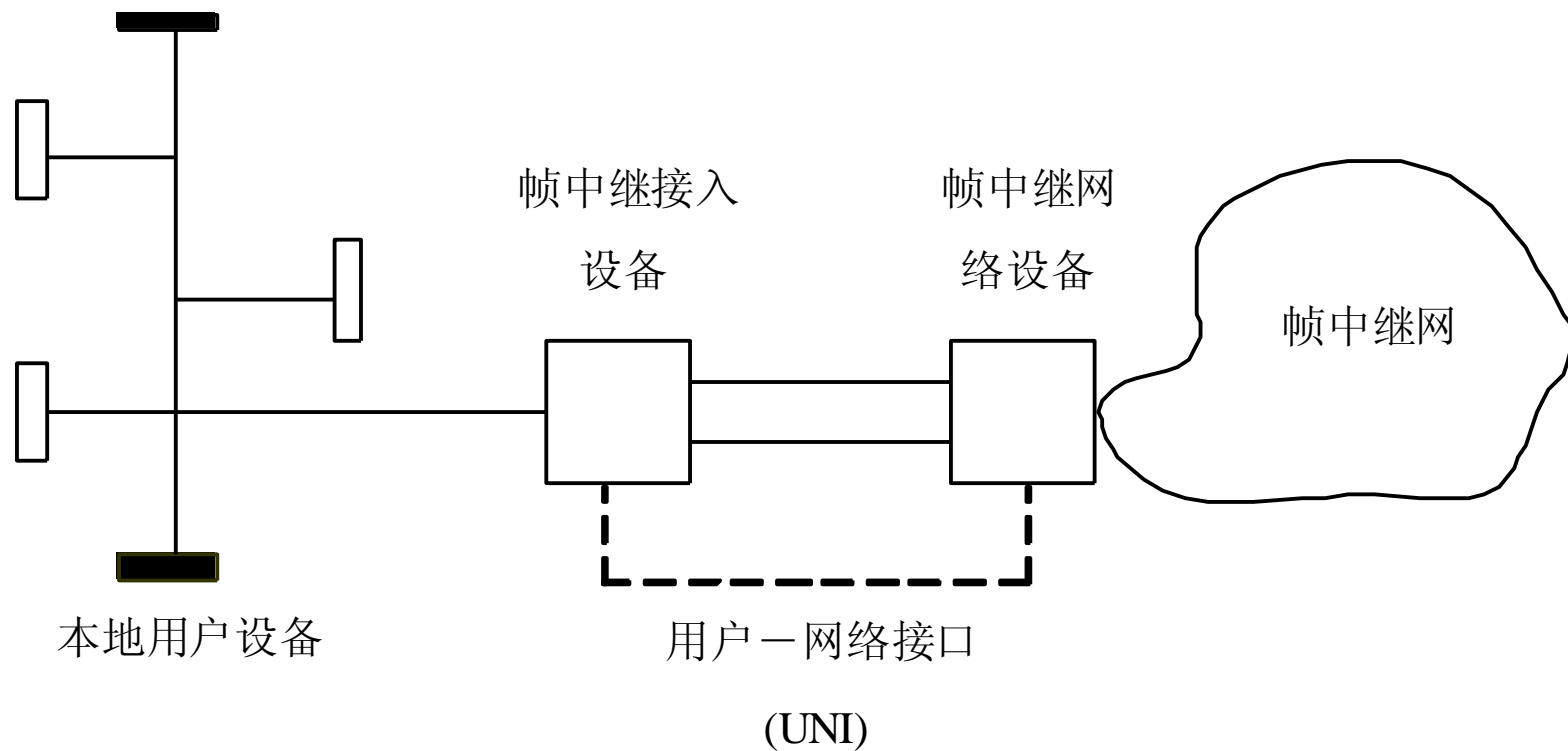 帧中继接入
设备
帧中继网
络设备
帧中继网
本地用户设备
用户－网络接口
(UNI)